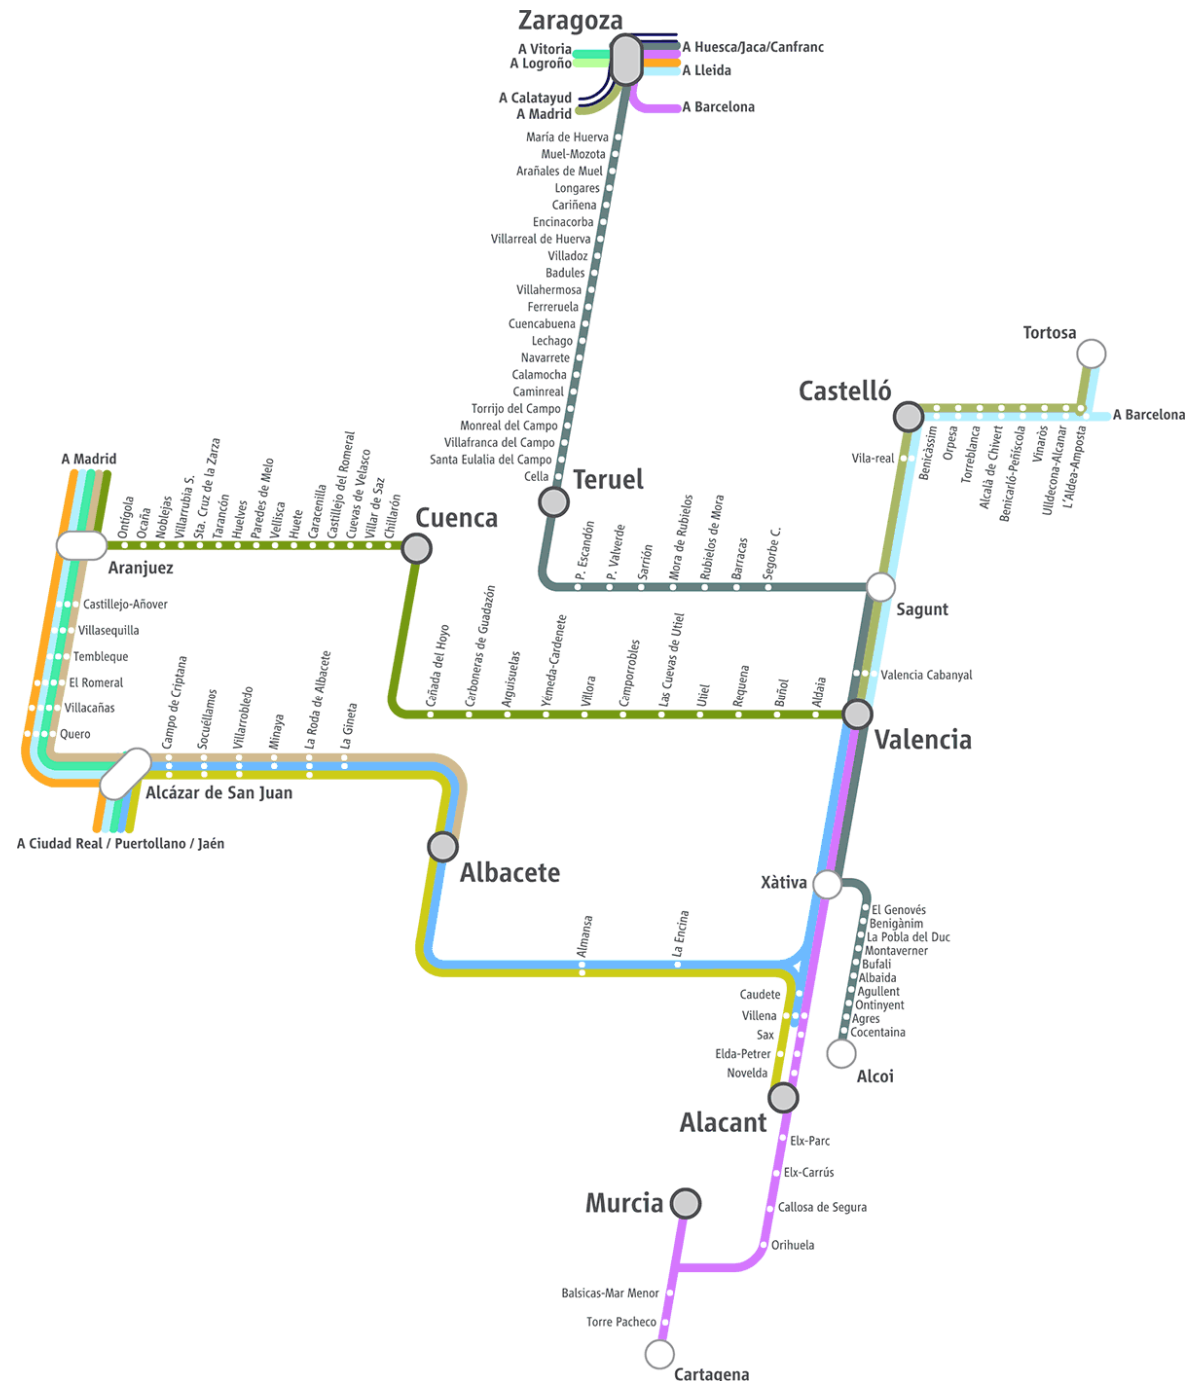 Zaragoza
A Vitoria
A Logroño
A Huesca/Jaca/Canfranc
A Lleida
A Calatayud
A Madrid
A Barcelona
María de Huerva
Muel-Mozota
Arañales de Muel
Longares
Cariñena
Encinacorba
Villarreal de Huerva
Villadoz
Badules
Villahermosa
Ferreruela
Cuencabuena
Lechago
Navarrete
Calamocha
Caminreal
Torrijo del Campo
Monreal del Campo
Villafranca del Campo
Santa Eulalia del Campo
Cella
Teruel
Tortosa
Castelló
A Barcelona
Vila-real
Benicàssim
Orpesa
Torreblanca
Alcalà de Chivert
Benicarló-Peñiscola
Vinaròs
Ulldecona-Alcanar
L'Aldea-Amposta
A Madrid
Aranjuez
Ontígola
Ocaña
Noblejas
Villarrubia S.
Sta. Cruz de la Zarza
Tarancón
Huelves
Paredes de Melo
Vellisca
Huete
Caracenilla
Castillejo del Romeral
Cuevas de Velasco
Villar de Saz
Chillarón
Cuenca
P. Escandón
P. Valverde
Sarrión
Mora de Rubielos
Rubielos de Mora
Barracas
Segorbe C.
Sagunt
Castillejo-Añover
Villasequilla
Tembleque
El Romeral
Villacañas
Quero
Cañada del Hoyo
Carboneras de Guadazón
Arguisuelas
Yémeda-Cardenete
Villora
Camporrobles
Las Cuevas de Utiel
Utiel
Requena
Buñol
Aldaia
Valencia Cabanyal
Valencia
Campo de Criptana
Socuéllamos
Villarrobledo
Minaya
La Roda de Albacete
La Gineta
Alcázar de San Juan
A Ciudad Real / Puertollano / Jaén
Albacete
Almansa
La Encina
Xàtiva
El Genovés
Benigànim
La Pobla del Duc
Montaverner
Bufali
Albaida
Agullent
Ontinyent
Agres
Cocentaina
Alcoi
Caudete
Villena
Sax
Elda-Petrer
Novelda
Alacant
Elx-Parc
Elx-Carrús
Callosa de Segura
Orihuela
Murcia
Balsicas-Mar Menor
Torre Pacheco
Cartagena